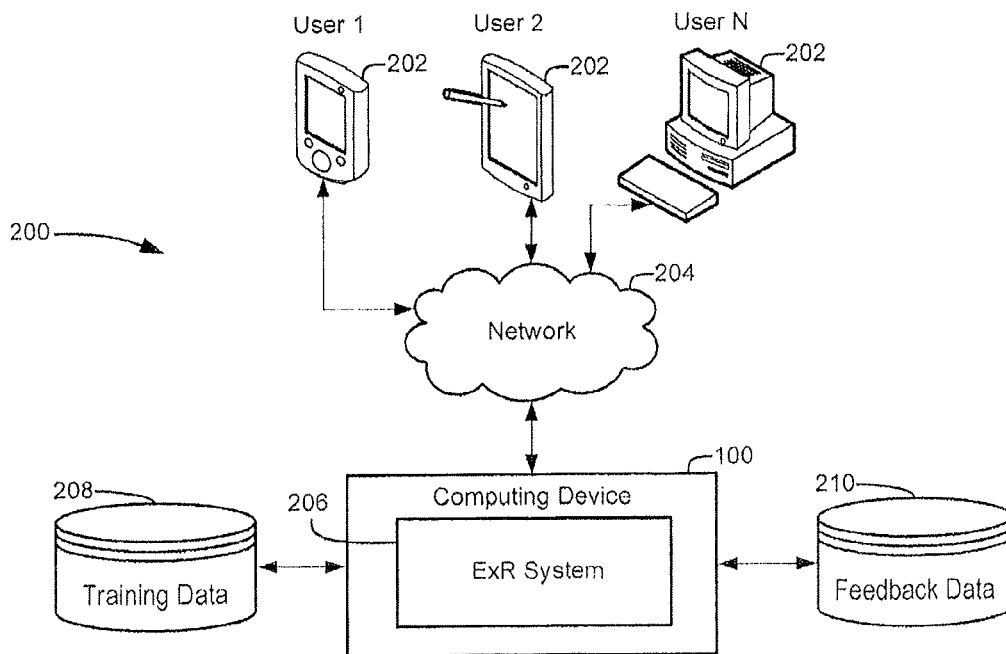 User 1
User 2
User N
202
202
202
200
204
Network
100
208
206
Computing Device
210
ExR System
Training Data
Feedback Data